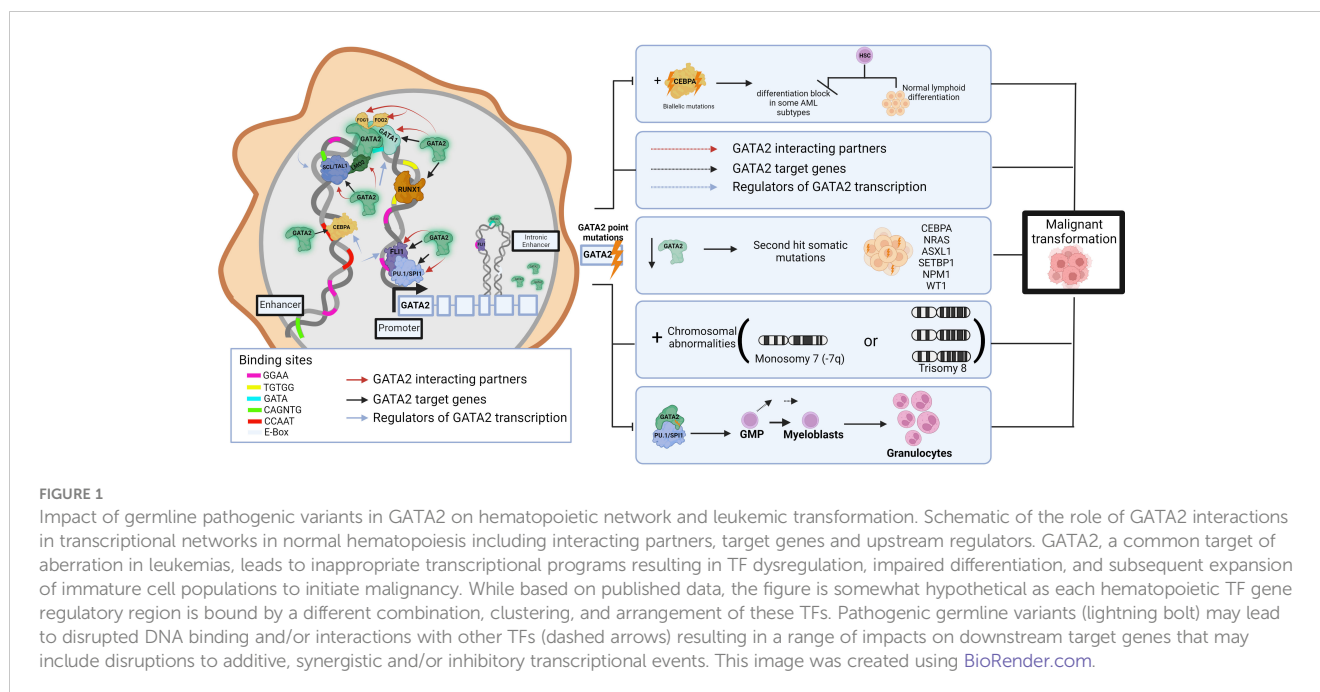 FOG1
FOG2
GATA2
GATA1
GATA2
SCL/TAL1
LMO2
GATA2
RUNX1
GATA2
CEBPA
FLI1
GATA2
PU.1/SPI1
FLI1
Intronic
Enhancer
Enhancer
GATA2
Promoter
Binding sites
GGAA
TGTGG
GATA
CAGNTG
CCAAT
E-Box
GATA2 interacting partners
GATA2 target genes
Regulators of GATA2 transcription
GATA2 point
mutations
GATA2
+
CEBPA
Biallelic mutations
differentiation block
in some AML
subtypes
HSC
Normal lymphoid
differentiation
GATA2 interacting partners
GATA2 target genes
Regulators of GATA2 transcription
GATA2
Second hit somatic
mutations
CEBPA
NRAS
ASXL1
SETBP1
NPM1
WT1
+ Chromosomal
abnormalities
(
Monosomy 7 (-7q)
or
Trisomy 8
)
GATA2
PU.1/SPI1
GMP
Myeloblasts
Granulocytes
Malignant
transformation
FIGURE 1
Impact of germline pathogenic variants in GATA2 on hematopoietic network and leukemic transformation. Schematic of the role of GATA2 interactions
in transcriptional networks in normal hematopoiesis including interacting partners, target genes and upstream regulators. GATA2, a common target of
aberration in leukemias, leads to inappropriate transcriptional programs resulting in TF dysregulation, impaired differentiation, and subsequent expansion
of immature cell populations to initiate malignancy. While based on published data, the figure is somewhat hypothetical as each hematopoietic TF gene
regulatory region is bound by a different combination, clustering, and arrangement of these TFs. Pathogenic germline variants (lightning bolt) may lead
to disrupted DNA binding and/or interactions with other TFs (dashed arrows) resulting in a range of impacts on downstream target genes that may
include disruptions to additive, synergistic and/or inhibitory transcriptional events. This image was created using BioRender.com.